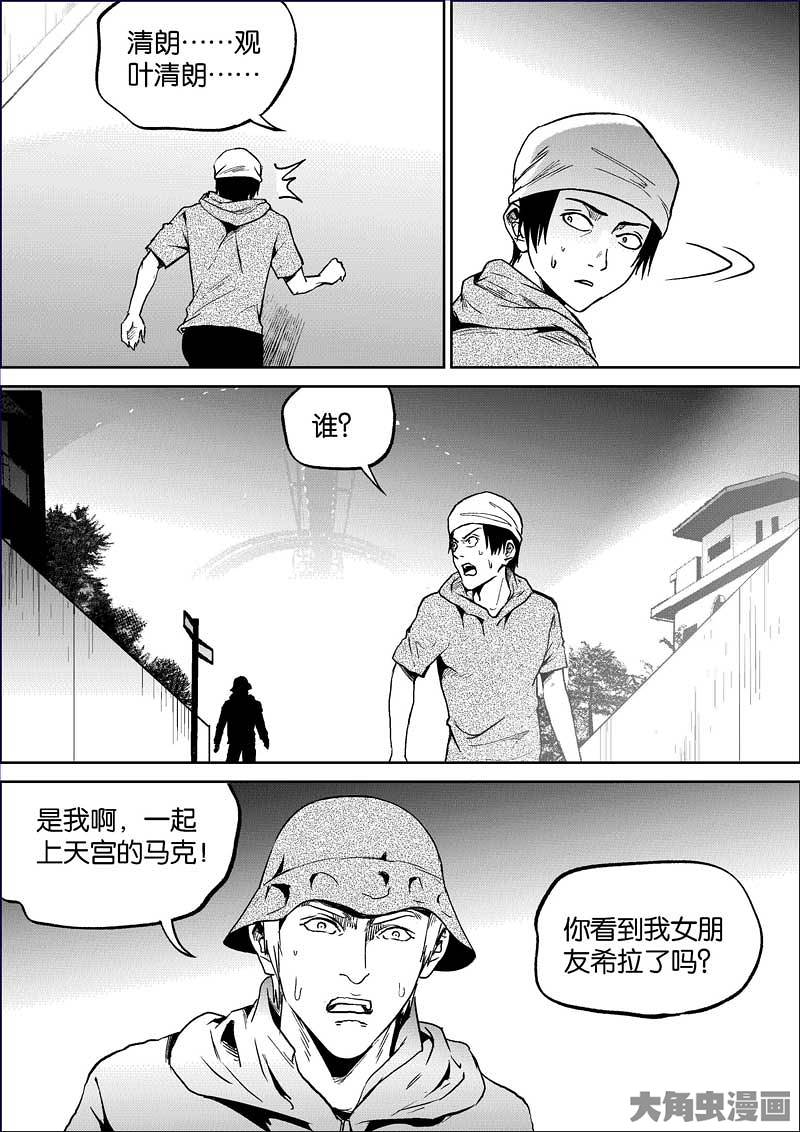 清朗……观
叶清朗……
谁？
是我啊，一起
上天宫的马克！
你看到我女朋
友希拉了吗？
大角虫漫画